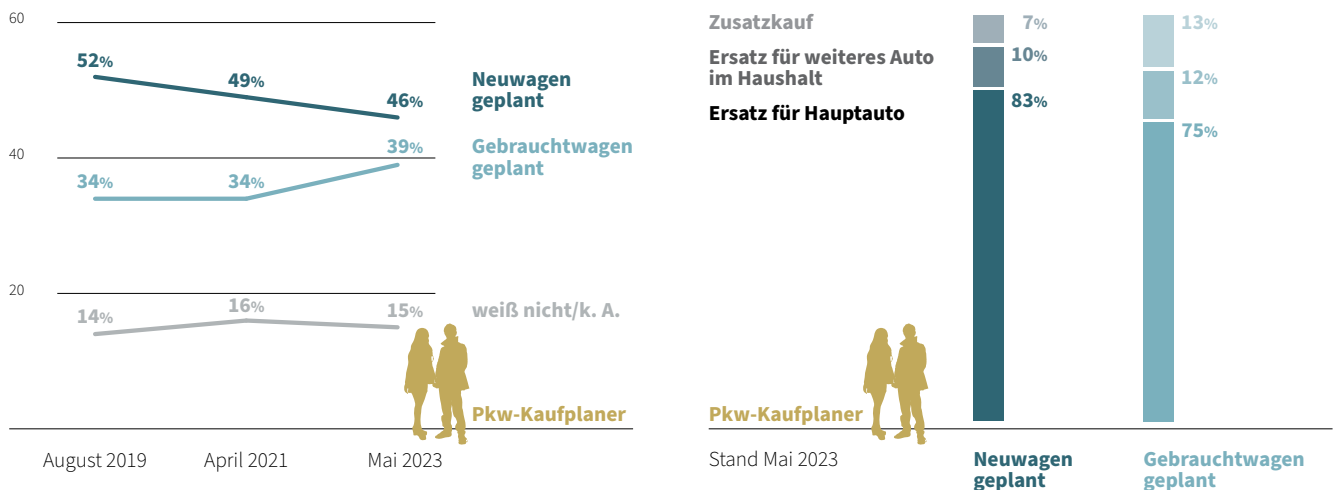 60
52%
49%
46%
Neuwagen
geplant
40
34%
34%
39%
Gebrauchtwagen
geplant
20
14%
16%
15%
weiß nicht/k. A.
Pkw-Kaufplaner
August 2019
April 2021
Mai 2023
Zusatzkauf
7%
13%
Ersatz für weiteres Auto
im Haushalt
10%
12%
Ersatz für Hauptauto
83%
75%
Pkw-Kaufplaner
Stand Mai 2023
Neuwagen
geplant
Gebrauchtwagen
geplant